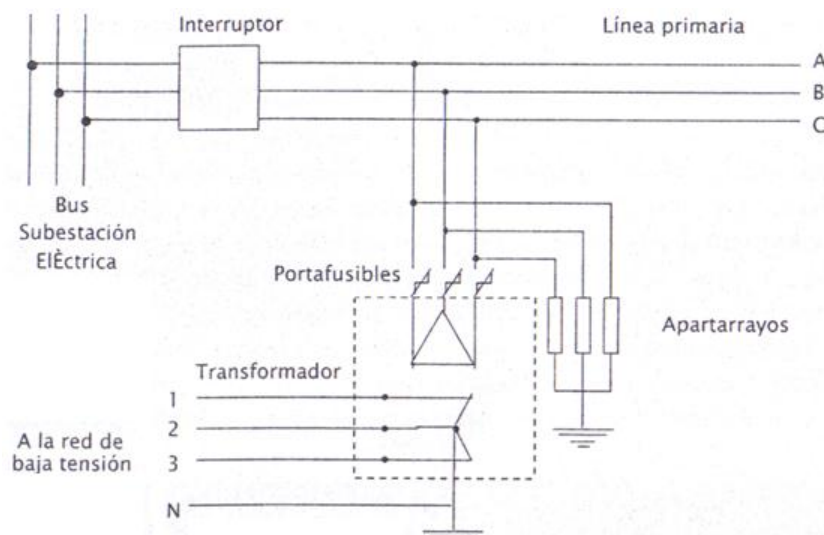 Interruptor
Línea primaria
A
B
C
Bus
Subestación
ElÈctrica
Portafusibles
Apartarrayos
Transformador
1
2
3
A la red de
baja tensión
N